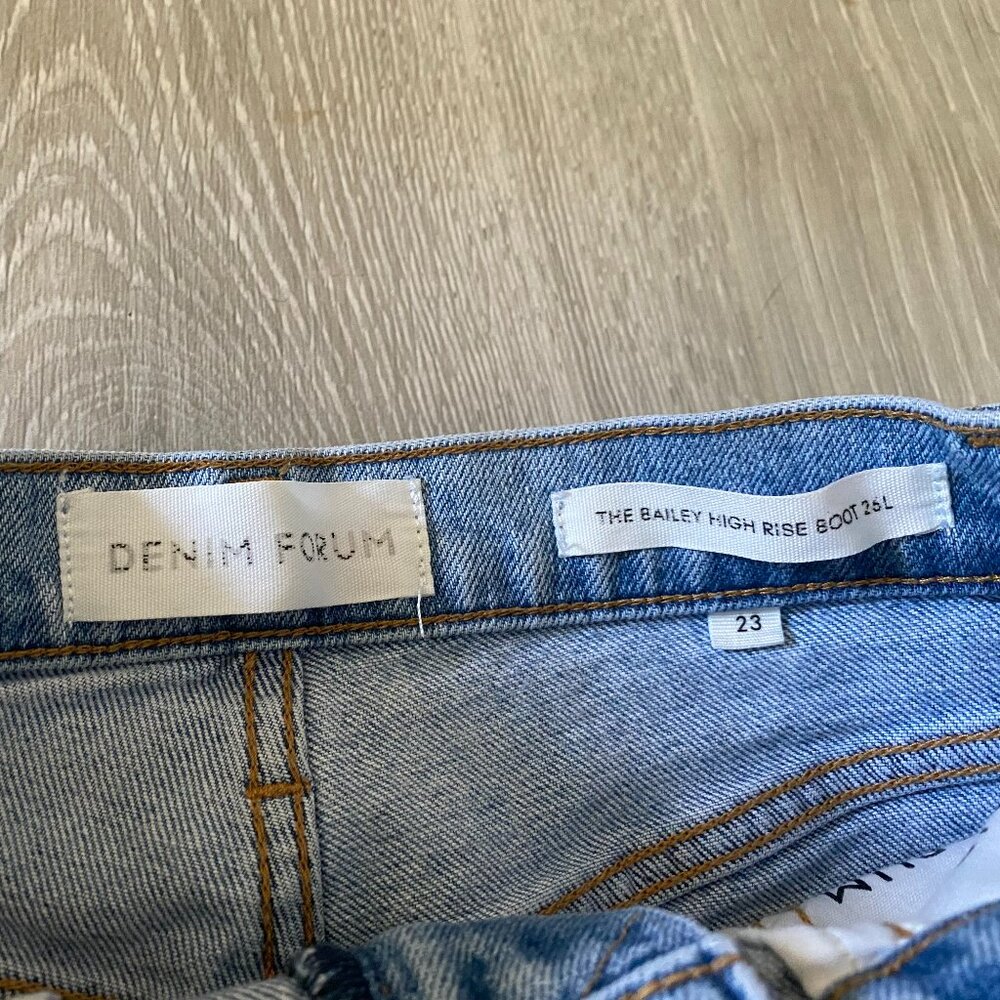 DENIM FORUM
THE BAILEY HIGH RISE BOOT 26L
23